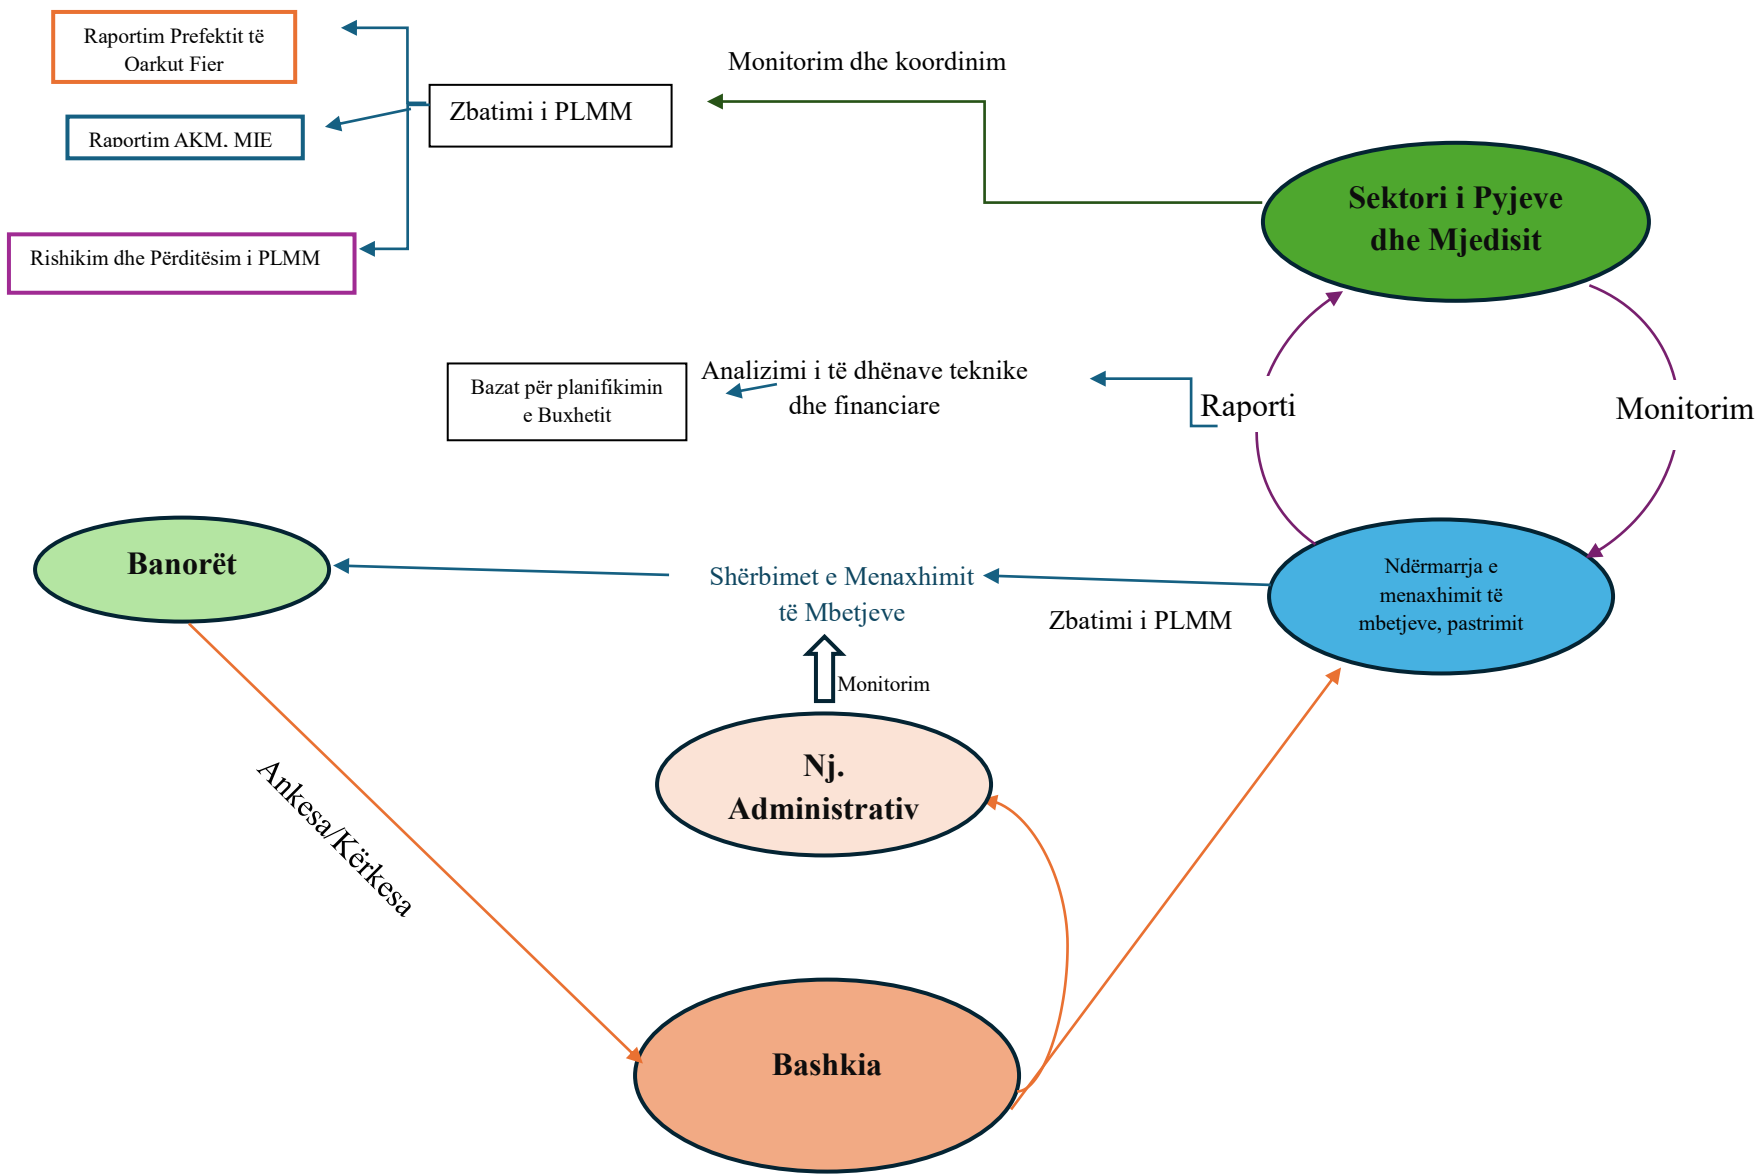 Raportim Prefektit të
Oarkut Fier
Monitorim dhe koordinim
Zbatimi i PLMM
Raportim AKM. MIE
Sektori i Pyjeve
dhe Mjedisit
Rishikim dhe Përditësim i PLMM
Analizimi i të dhënave teknike
dhe financiare
Bazat për planifikimin
e Buxhetit
Raporti
Monitorim
Banorët
Shërbimet e Menaxhimit
të Mbetjeve
Zbatimi i PLMM
Ndërmarrja e
menaxhimit të
mbetjeve, pastrimit
Monitorim
Nj.
Administrativ
Ankesa/Kërkesa
Bashkia